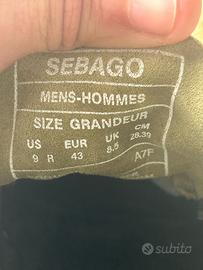 SEBAGO
MENS-HOMMES
SIZE GRANDEUR
US EUR UK CM
9 R 43 8.5 28.39
A7F
subito